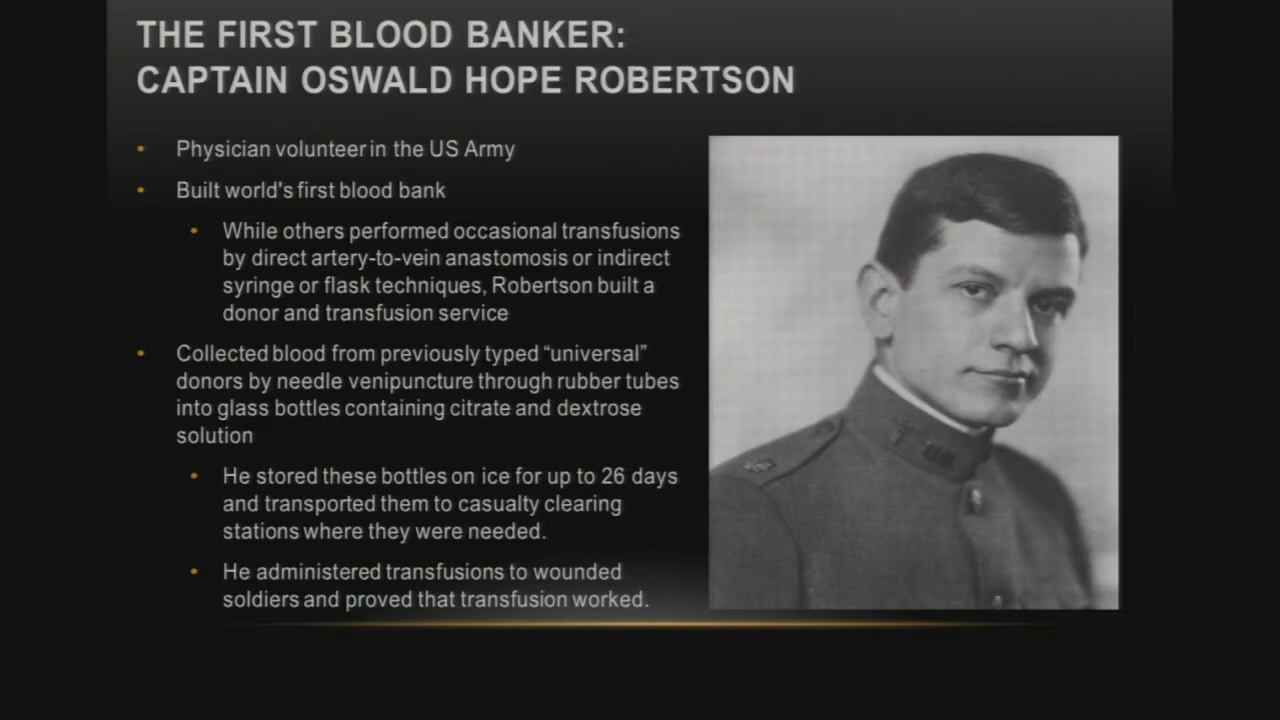 THE FIRST BLOOD BANKER:
CAPTAIN OSWALD HOPE ROBERTSON
• Physician volunteer in the US Army
• Built world's first blood bank
• While others performed occasional transfusions
by direct artery-to-vein anastomosis or indirect
syringe or flask techniques, Robertson built a
donor and transfusion service
• Collected blood from previously typed “universal”
donors by needle venipuncture through rubber tubes
into glass bottles containing citrate and dextrose
solution
• He stored these bottles on ice for up to 26 days
and transported them to casualty clearing
stations where they were needed.
• He administered transfusions to wounded
soldiers and proved that transfusion worked.